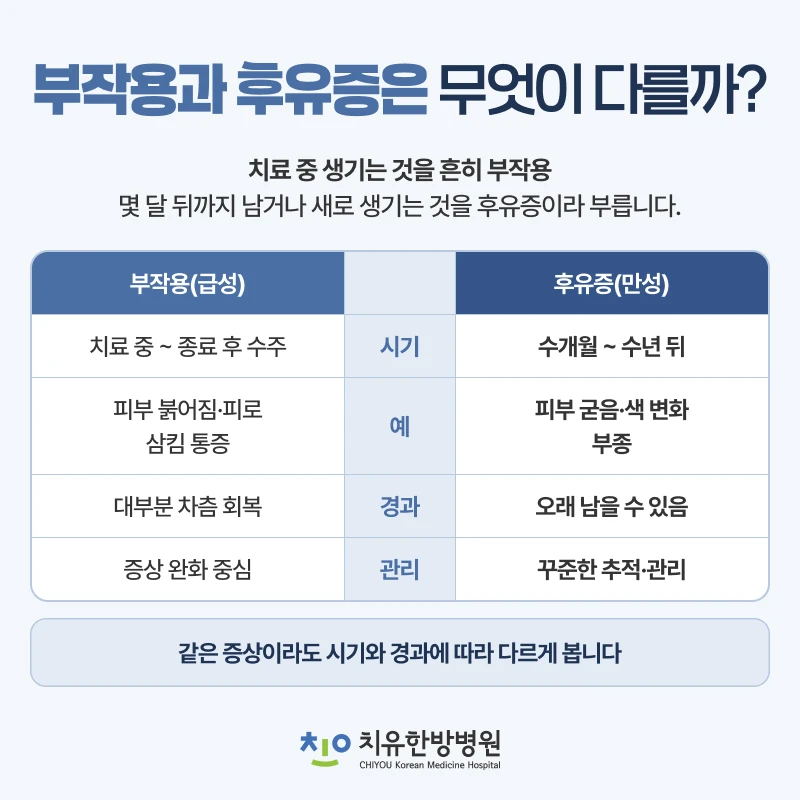 부작용과 후유증은 무엇이 다를까?
치료 중 생기는 것을 흔히 부작용
몇 달 뒤까지 남거나 새로 생기는 것을 후유증이라 부릅니다.
부작용(급성)
후유증(만성)
치료 중 ~ 종료 후 수주
시기
수개월 ~ 수년 뒤
피부 붉어짐·피로
삼킴 통증
예
피부 굳음·색 변화
부종
대부분 차츰 회복
경과
오래 남을 수 있음
증상 완화 중심
관리
꾸준한 추적·관리
같은 증상이라도 시기와 경과에 따라 다르게 봅니다
치유 치유한방병원
CHIYOU Korean Medicine Hospital